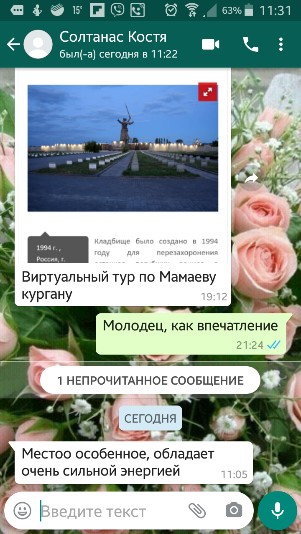 15°
63%
11:31
Солтанас Костя
был(-а) сегодня в 11:22
1994 г. ,
Россия, г.
Кладбище было создано в 1994
году для перезахоронения
Виртуальный тур по Мамаеву
кургану
19:12
Молодец, как впечатление
21:24
1 НЕПРОЧИТАННОЕ СООБЩЕНИЕ
СЕГОДНЯ
Местоо особенное, обладает
очень сильной энергией
11:05
Введите текст